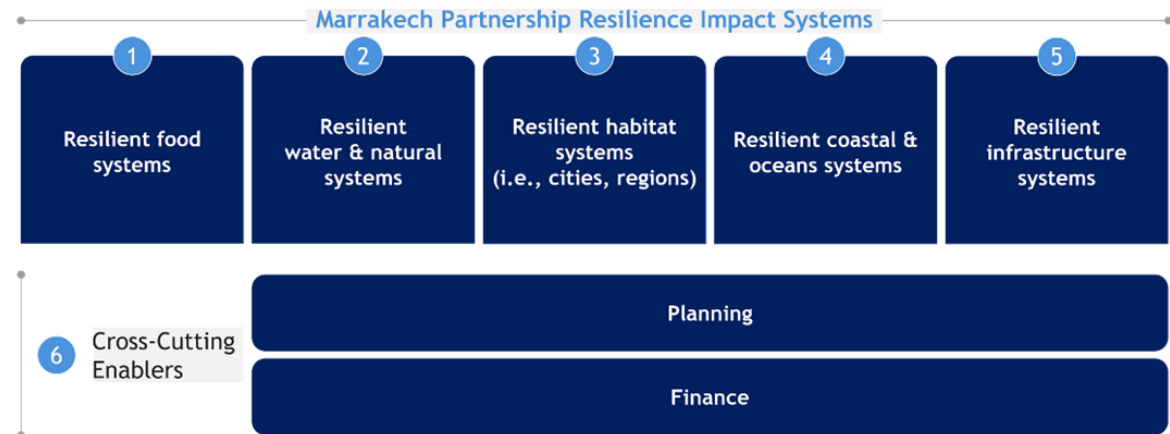 Marrakech Partnership Resilience Impact Systems
1
Resilient food
systems
2
Resilient
water & natural
systems
3
Resilient habitat
systems
(i.e., cities, regions)
4
Resilient coastal &
oceans systems
5
Resilient
infrastructure
systems
6
Cross-Cutting
Enablers
Planning
Finance